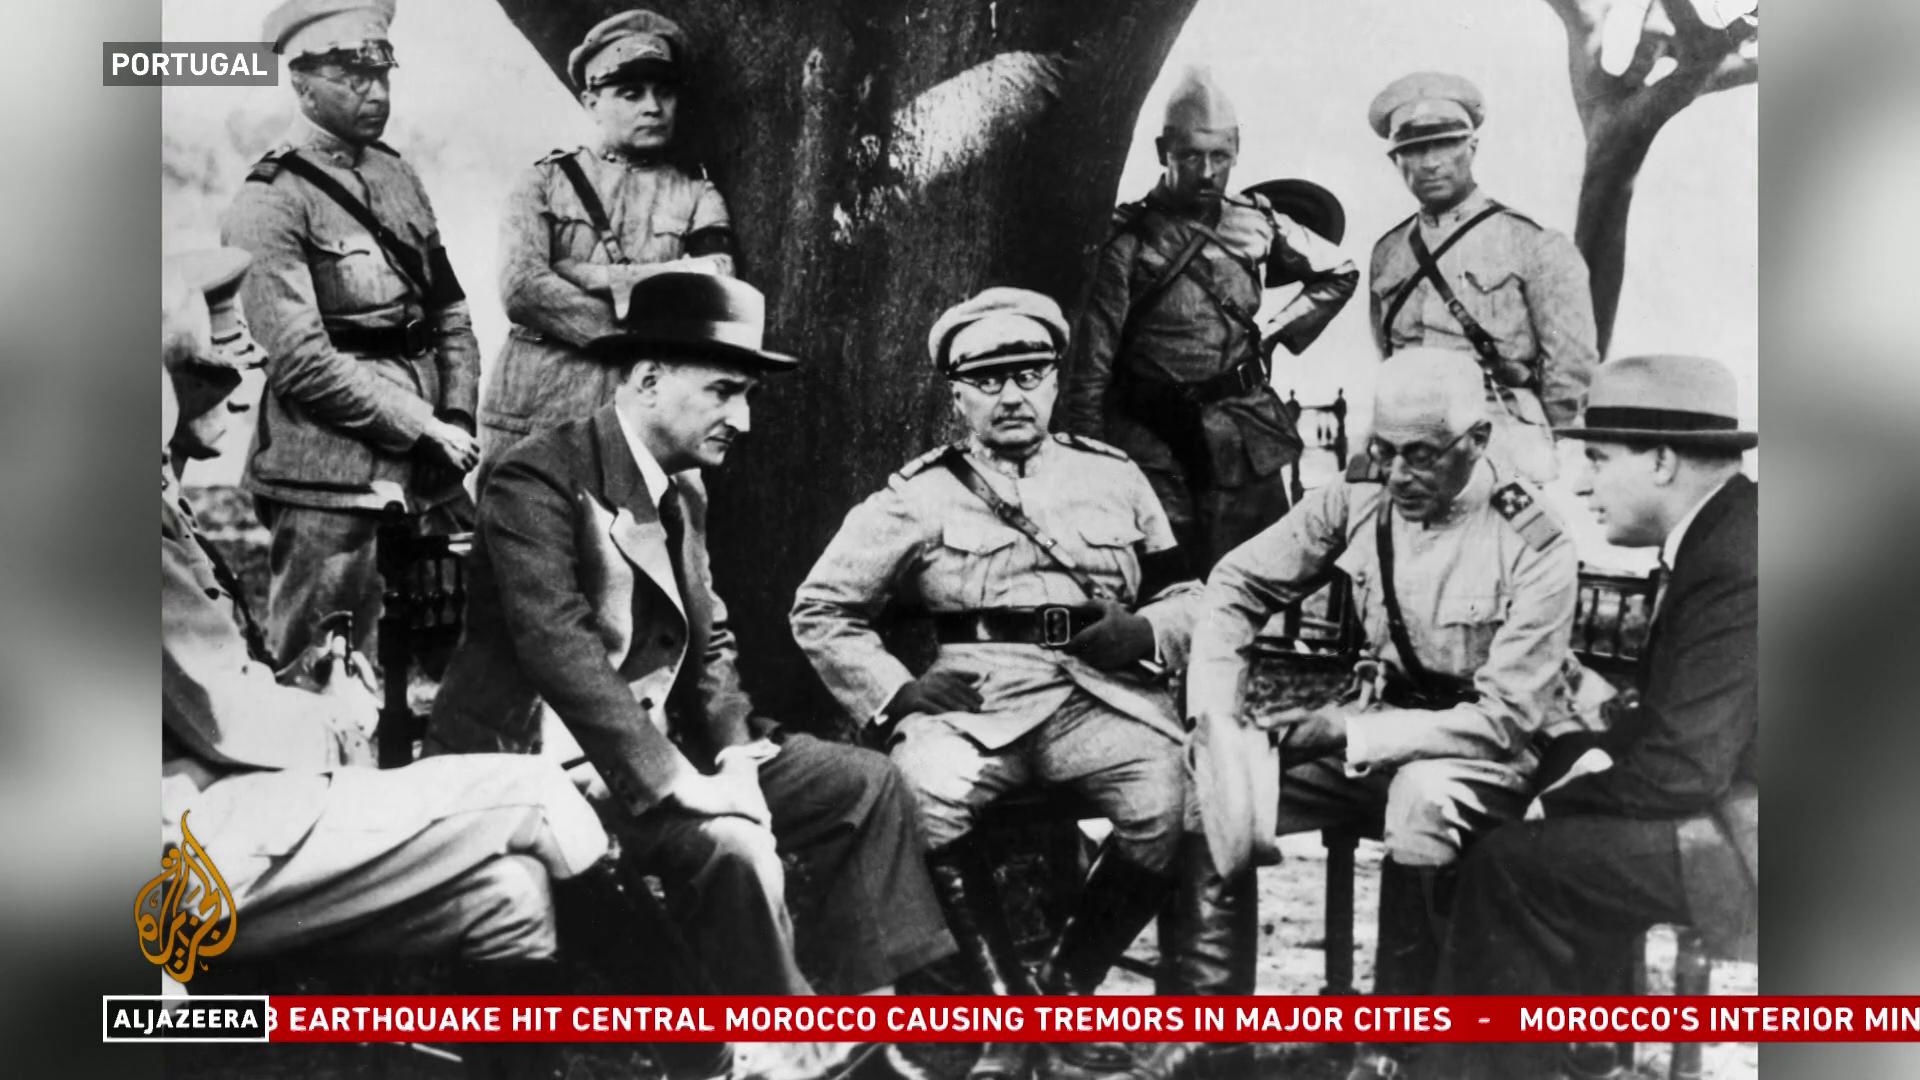 PORTUGAL
ALJAZEERA
EARTHQUAKE HIT CENTRAL MOROCCO CAUSING TREMORS IN MAJOR CITIES - MOROCCO'S INTERIOR MIN